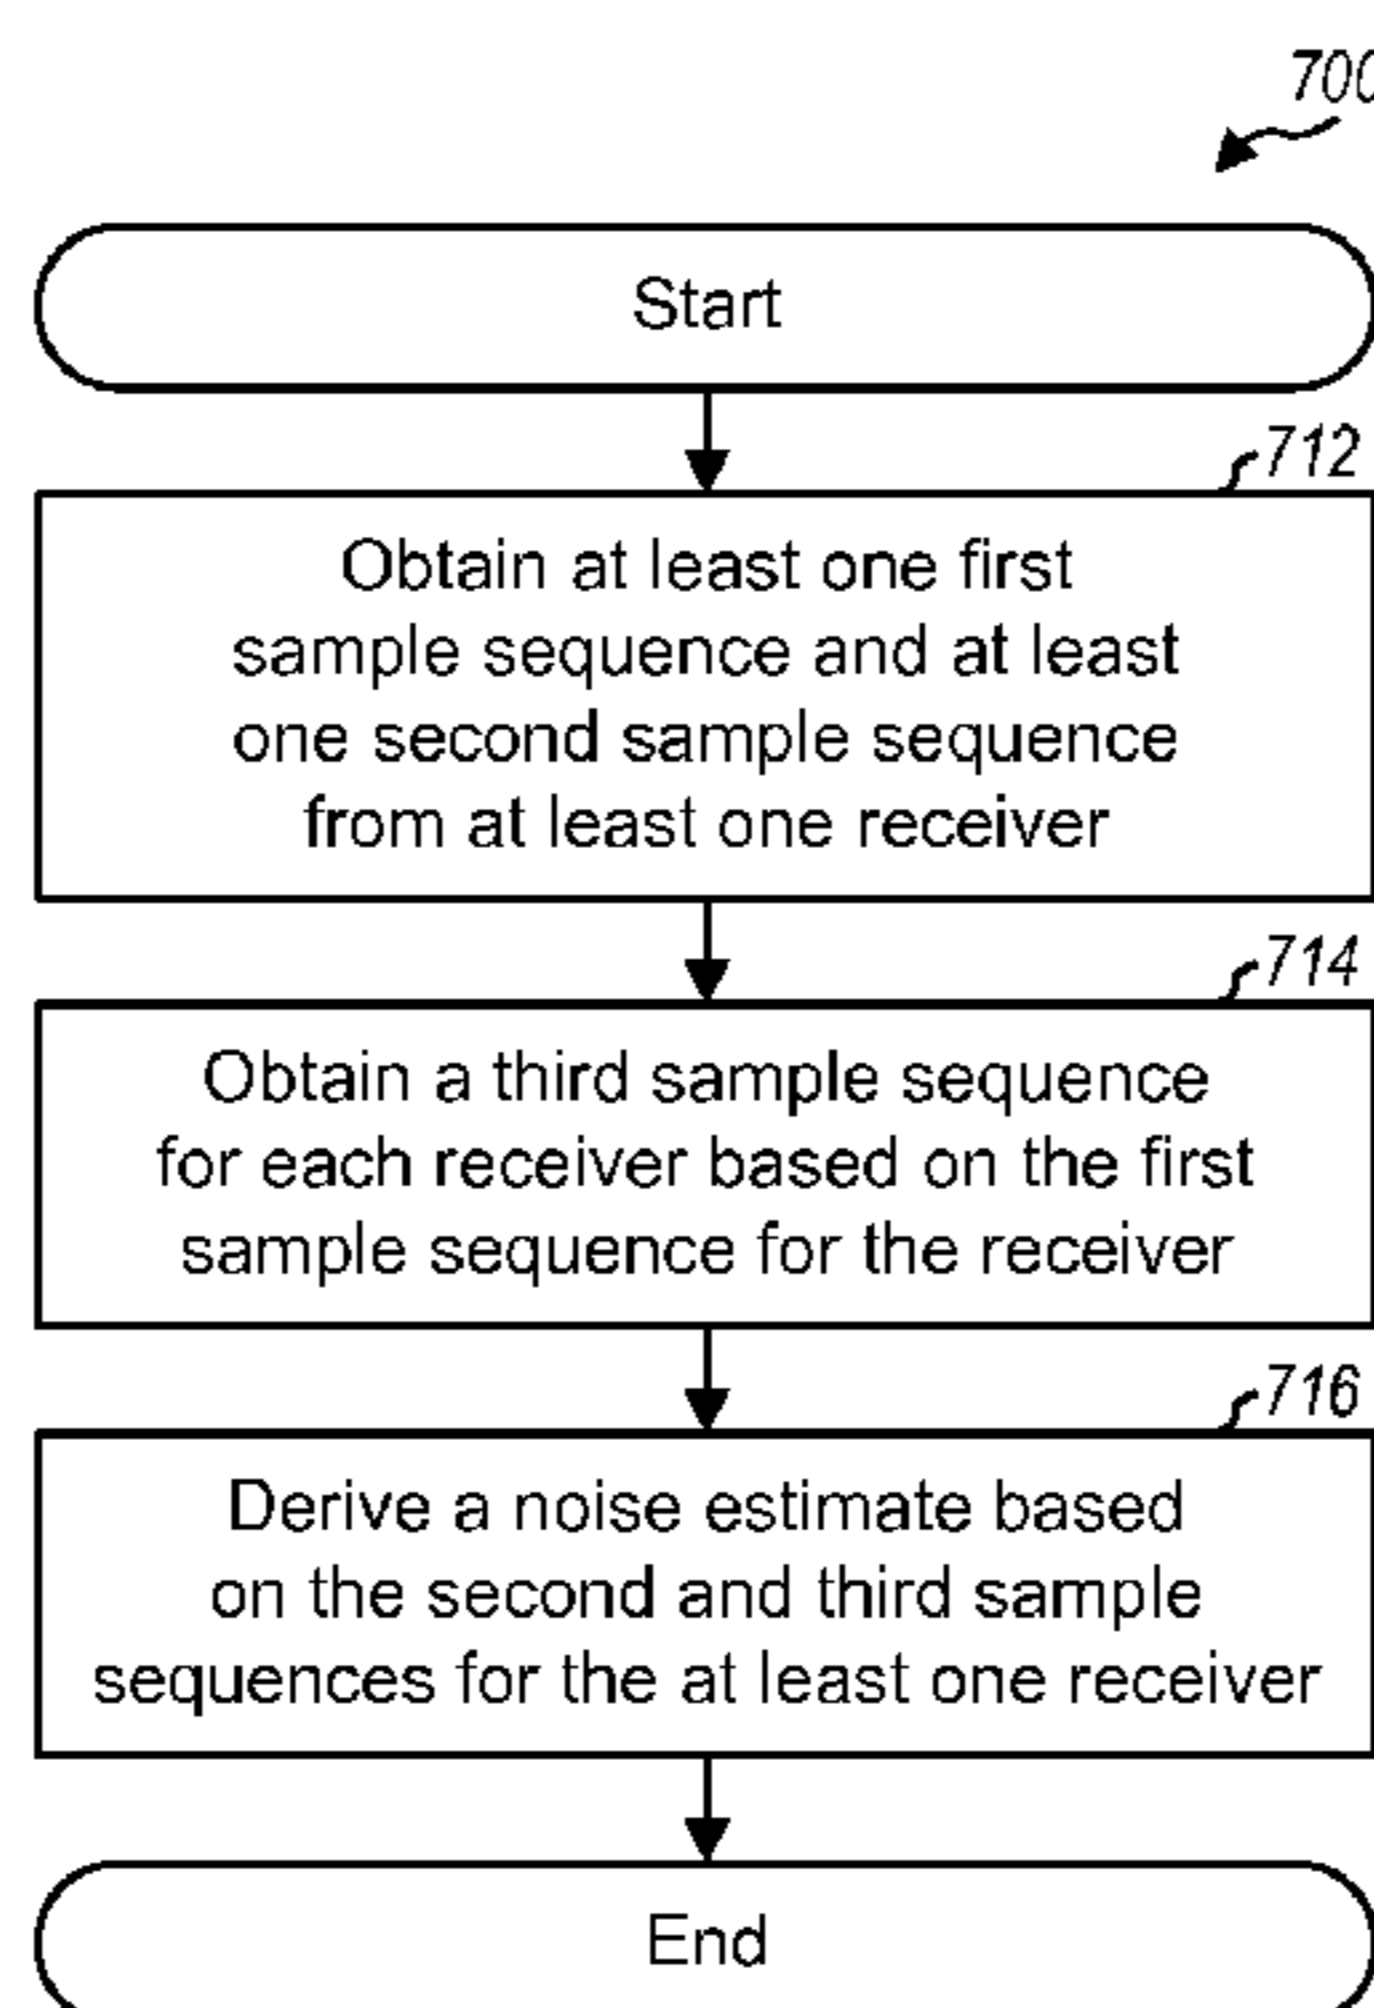 700
Start
712
Obtain at least one first
sample sequence and at least
one second sample sequence
from at least one receiver
714
Obtain a third sample sequence
for each receiver based on the first
sample sequence for the receiver
716
Derive a noise estimate based
on the second and third sample
sequences for the at least one receiver
End